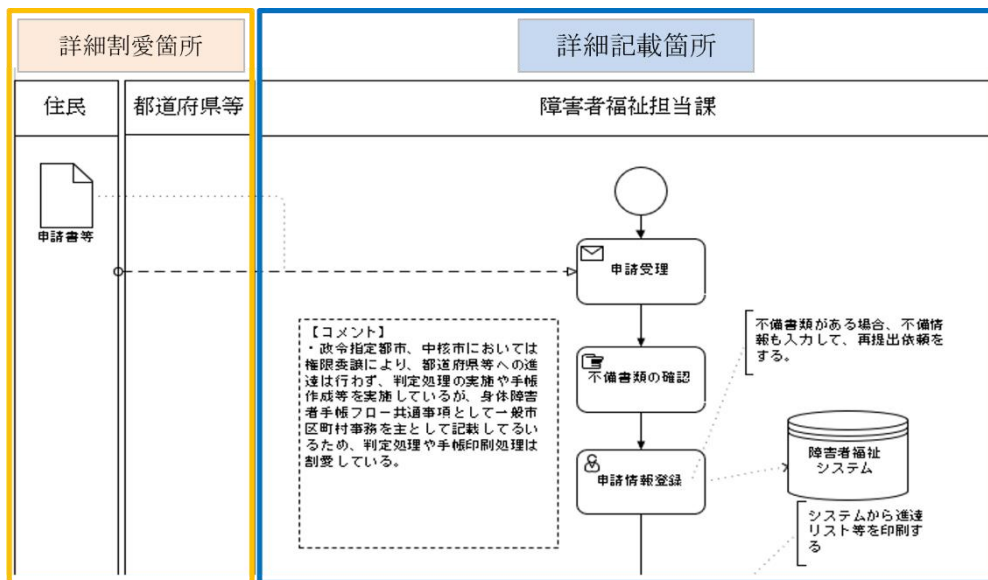 詳細割愛箇所
詳細記載箇所
住民
都道府県等
障害者福祉担当課
申請書等
申請受理
【コメント】
・政令指定都市、中核市においては
権限委譲により、都道府県等への進
達は行わず、判定処理の実施や手帳
作成等を実施しているが、身体障害
者手帳フロー共通事項として一般市
区町村事務を主として記載してるい
るため、判定処理や手帳印刷処理は
割愛している。
不備書類の確認
不備書類がある場合、不備情
報も入力して、再提出依頼を
する。
申請情報登録
障害者福祉
システム
システムから進達
リスト等を印刷す
る